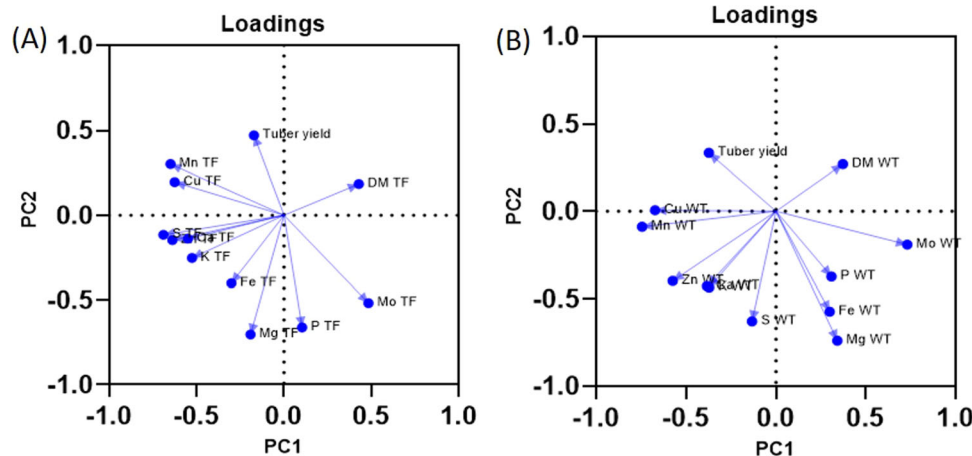 (A)
Loadings
1.0
0.5
0.0
-0.5
-1.0
PC2
Tuber yield
Mn TF
Cu TF
DM TF
S TF
K TF
Fe TF
Mo TF
P TF
Mg TF
-1.0 -0.5 0.0 0.5 1.0
PC1
(B)
Loadings
1.0
0.5
0.0
-0.5
-1.0
PC2
Tuber yield
DM WT
Cu WT
Mn WT
Mo WT
Zn WT
P WT
Fe WT
S WT
Mg WT
-1.0 -0.5 0.0 0.5 1.0
PC1